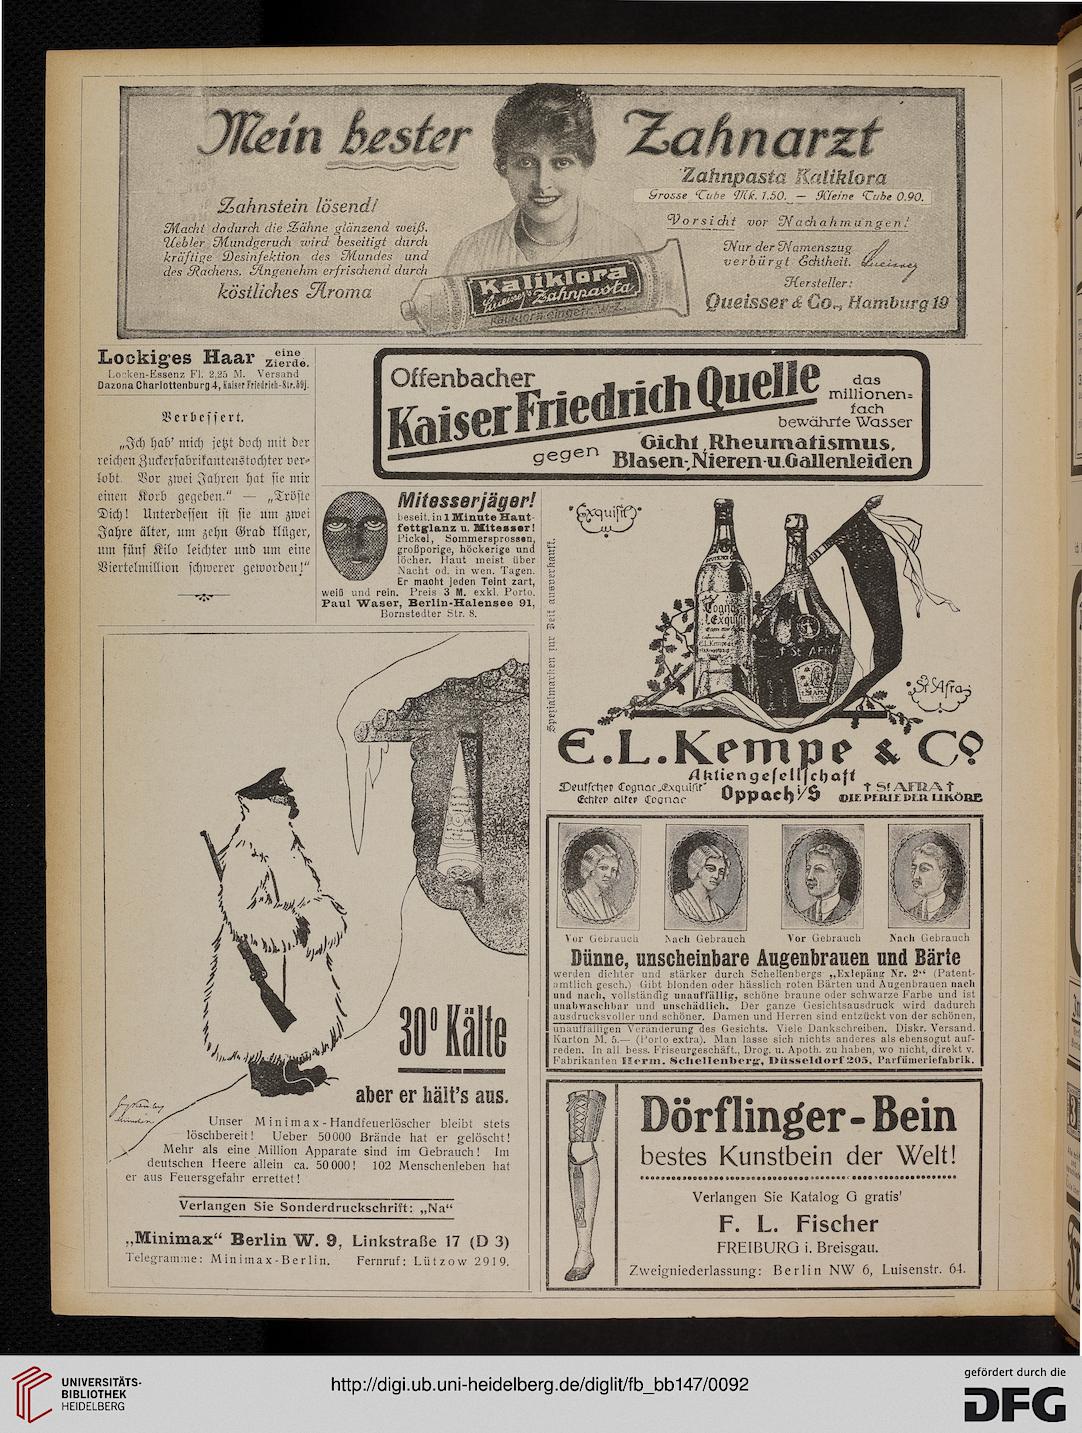 Mein bester Zahnarzt
Zahnstein lösend!
Macht dadurch die Zähne glänzend weiß.
Uebler Mundgeruch wird beseitigt durch
kräftige Desinfektion des Mundes und
des Rachens. Angenehm erfrischend durch
köstliches Aroma
Kaliklora
Queisser's Zahnpasta
Zahnpasta Kaliklora
Grosse Tube Mk. 1.50. — Kleine Tube 0.90.
Vorsicht vor Nachahmungen!
Nur der Namenszug
verbürgt Echtheit.
Queisser
Hersteller:
Queisser & Co., Hamburg 19
Lockiges Haar eine Zierde.
Locken-Essenz Fl. 2,25 M. Versand
Dazona Charlottenburg 4, Kaiser Friedrich-Str. 59j.
Verbessert.
„Ich hab' mich jetzt doch mit der
reichen Zuckerfabrikantenstochter ver-
lobt. Vor zwei Jahren hat sie mir
einen Korb gegeben.“ — „Tröste
Dich! Unterdessen ist sie um zwei
Jahre älter, um zehn Grad klüger,
um fünf Kilo leichter und um eine
Viertelmillion schwerer geworden!“
Offenbacher
Kaiser Friedrich Quelle
das
millionen=
fach
bewährte Wasser
gegen Gicht, Rheumatismus,
Blasen-, Nieren- u. Gallenleiden
Mitesserjäger!
beseit. in 1 Minute Haut-
fettglanz u. Mitesser!
Pickel, Sommersprossen,
großporige, höckerige und
löcher. Haut meist über
Nacht od. in wen. Tagen.
Er macht jeden Teint zart,
weiß und rein. Preis 3 M. exkl. Porto.
Paul Waser, Berlin-Halensee 91,
Bornstedter Str. 8.
Spezialmarken zur Zeit ausverkauft.
Exquisit
Cognac
Exquisit
E.L. Kempe
St. Afra
St Afra
E. L. Kempe & Co
Aktiengesellschaft
Deutscher Cognac „Exquisit“
Echter alter Cognac
Oppach i/S
† St AFRA †
DIE PERLE DER LIKÖRE
Vor Gebrauch Nach Gebrauch Vor Gebrauch Nach Gebrauch
Dünne, unscheinbare Augenbrauen und Bärte
werden dichter und stärker durch Schellenbergs „Exlepäng Nr. 2“ (Patent-
amtlich gesch.) Gibt blonden oder hässlich roten Bärten und Augenbrauen nach
und nach, vollständig unauffällig, schöne braune oder schwarze Farbe und ist
unabwaschbar und unschädlich. Der ganze Gesichtsausdruck wird dadurch
ausdrucksvoller und schöner. Damen und Herren sind entzückt von der schönen,
unauffälligen Veränderung des Gesichts. Viele Dankschreiben. Diskr. Versand.
Karton M. 5.— (Porto extra). Man lasse sich nichts anderes als ebensogut auf-
reden. In all bess. Friseurgeschäft., Drog. u. Apoth. zu haben, wo nicht, direkt v.
Fabrikanten Herm. Schellenberg, Düsseldorf 205, Parfümeriefabrik.
30° Kälte
aber er hält's aus.
Unser Minimax-Handfeuerlöscher bleibt stets
löschbereit! Ueber 50000 Brände hat er gelöscht!
Mehr als eine Million Apparate sind im Gebrauch! Im
deutschen Heere allein ca. 50000! 102 Menschenleben hat
er aus Feuersgefahr errettet!
Verlangen Sie Sonderdruckschrift: „Na“
„Minimax“ Berlin W. 9, Linkstraße 17 (D 3)
Telegramme: Minimax-Berlin. Fernruf: Lützow 2919.
Dörflinger-Bein
bestes Kunstbein der Welt!
Verlangen Sie Katalog G gratis'
F. L. Fischer
FREIBURG i. Breisgau.
Zweigniederlassung: Berlin NW 6, Luisenstr. 64.
UNIVERSITÄTS-
BIBLIOTHEK
HEIDELBERG
http://digi.ub.uni-heidelberg.de/diglit/fb_bb147/0092
gefördert durch die
DFG